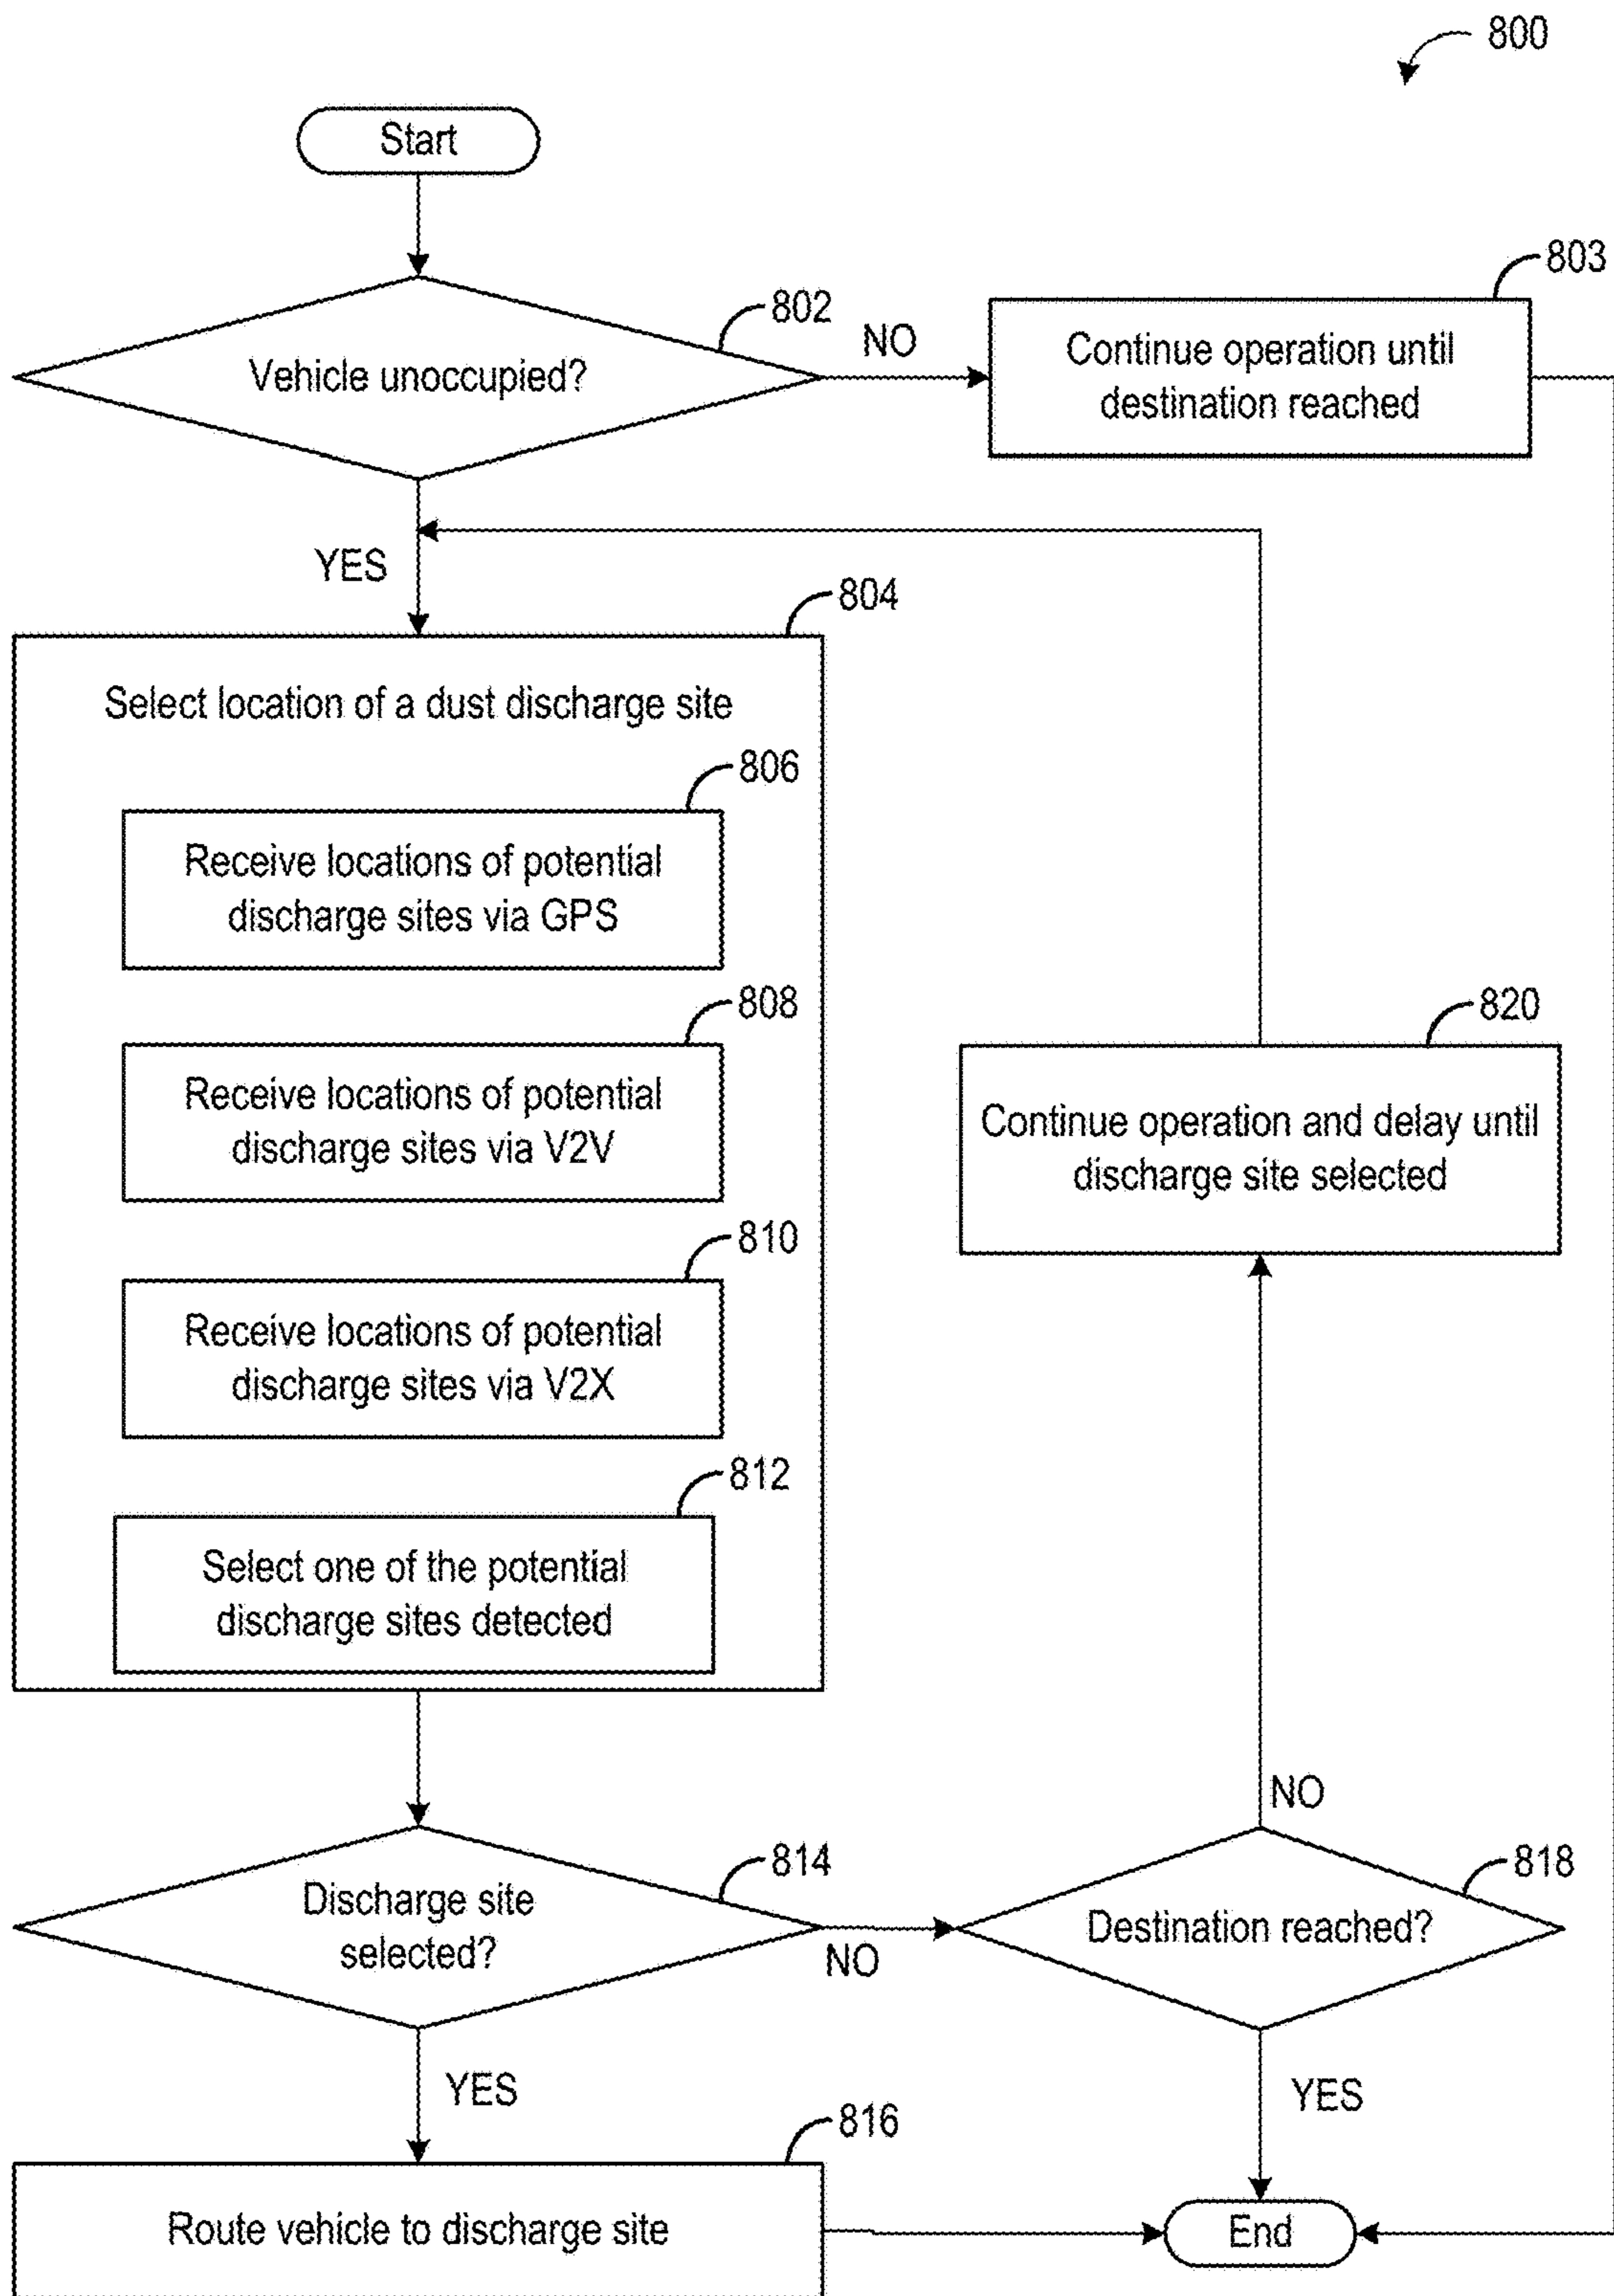 800
Start
802
Vehicle unoccupied?
NO
803
Continue operation until
destination reached
YES
804
Select location of a dust discharge site
806
Receive locations of potential
discharge sites via GPS
808
Receive locations of potential
discharge sites via V2V
810
Receive locations of potential
discharge sites via V2X
812
Select one of the potential
discharge sites detected
820
Continue operation and delay until
discharge site selected
NO
814
Discharge site
selected?
NO
818
Destination reached?
YES
YES
816
Route vehicle to discharge site
End